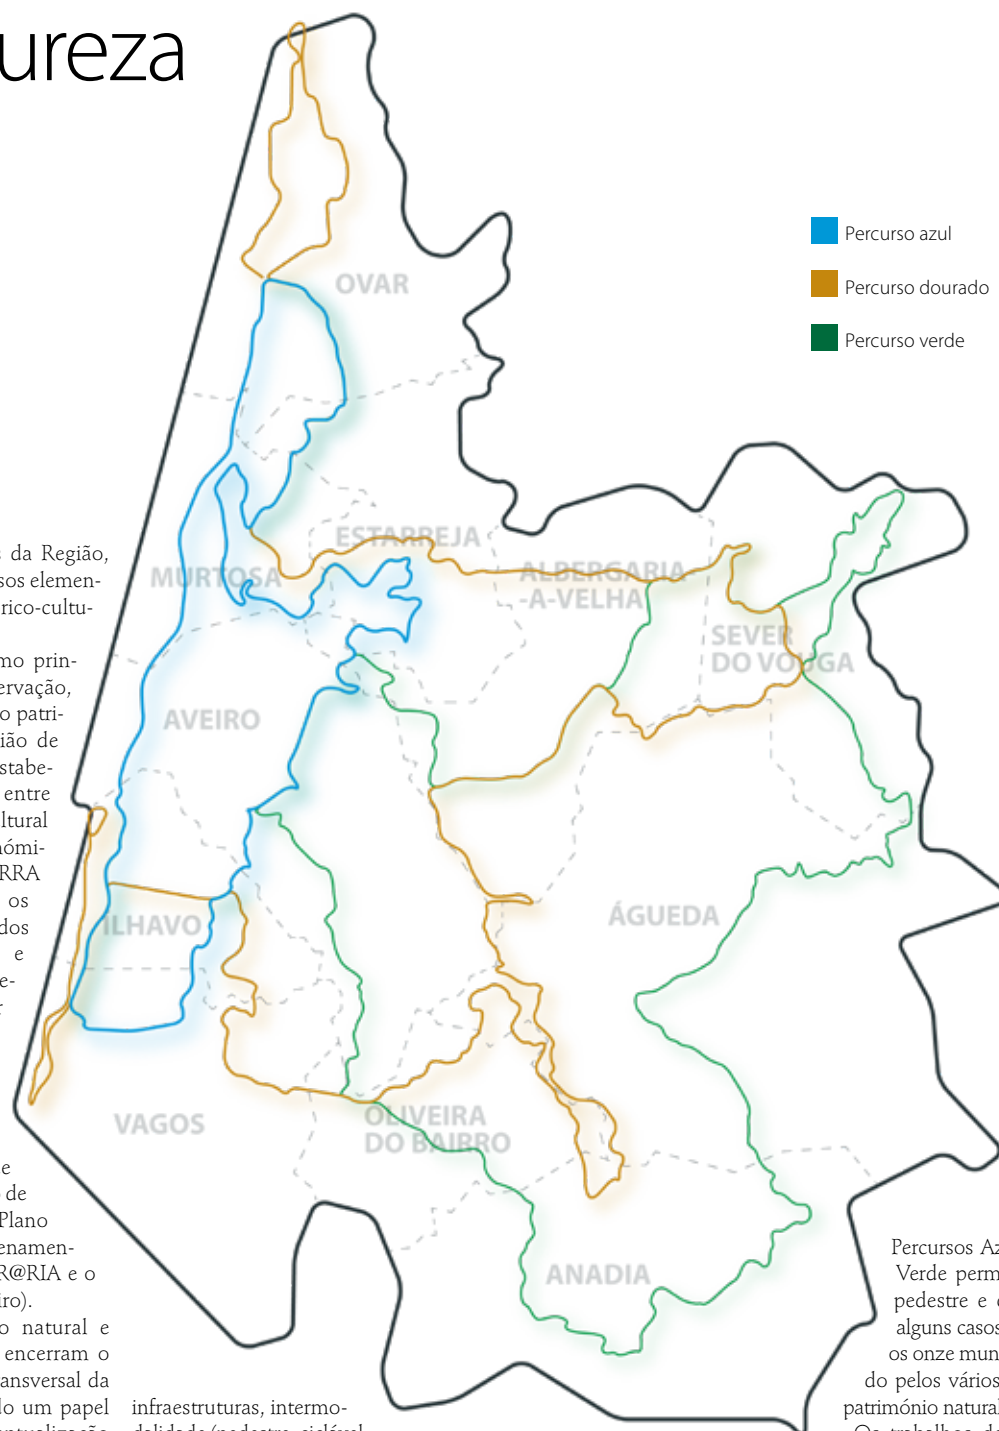 ureza
Percurso azul
Percurso dourado
Percurso verde
OVAR
ESTARREJA
MURTOSA
ALBERGARIA-
-A-VELHA
SEVER
DO VOUGA
AVEIRO
ÍLHAVO
ÁGUEDA
VAGOS
OLIVEIRA
DO BAIRRO
ANADIA
s da Região,
sos elemen-
rico-cultu-
mo prin-
ervação,
o patri-
ião de
stabe-
entre
ltural
nómi-
RRA
os
dos
e
e-
r
e
de
Plano
enamen-
R@RIA e o
iro).
o natural e
encerram o
ansversal da
do um papel
infraestruturas, intermo-
Percursos Az
Verde perm
pedestre e
alguns casos
os onze mun
do pelos vários
património natural